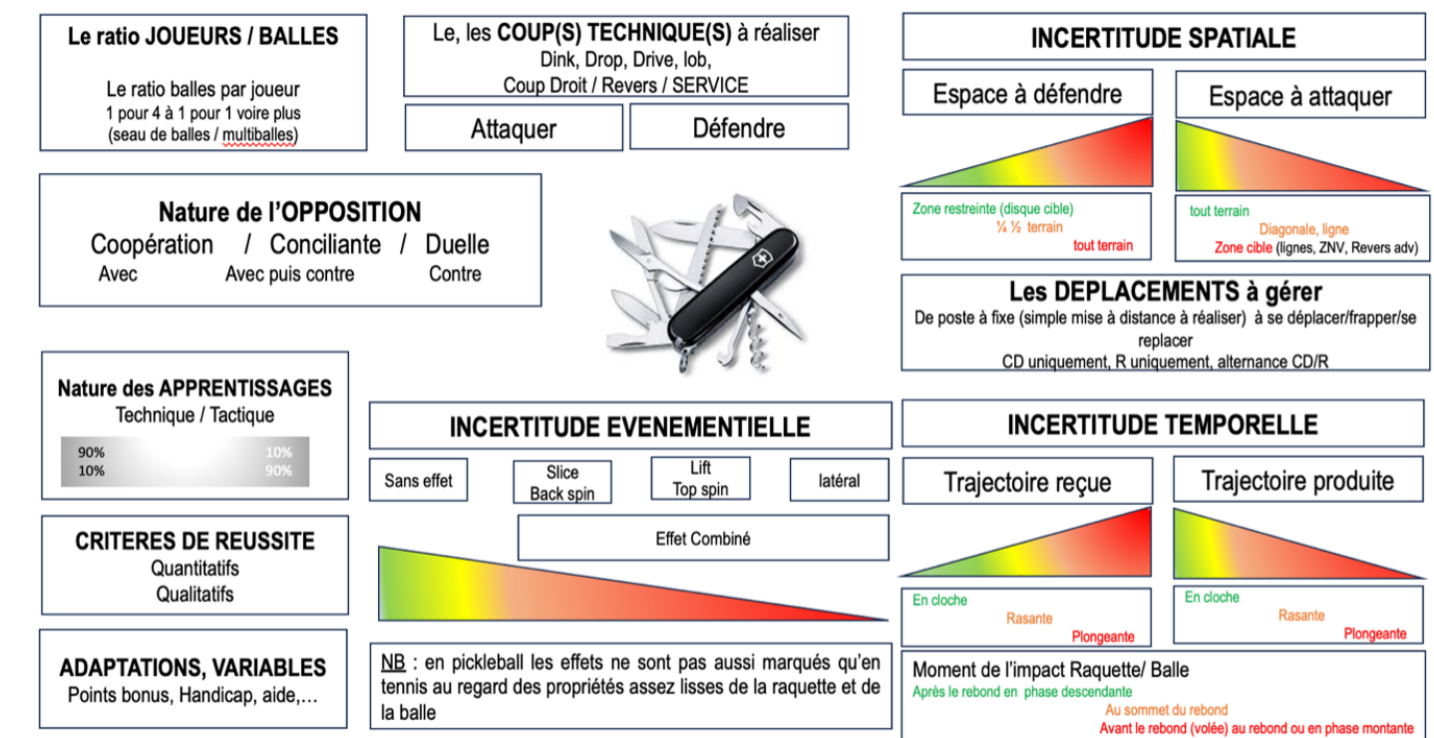 Le ratio JOUEURS / BALLES
Le ratio balles par joueur
1 pour 4 à 1 pour 1 voire plus
(seau de balles / multiballes)
Le, les COUP(S) TECHNIQUE(S) à réaliser
Dink, Drop, Drive, lob,
Coup Droit / Revers / SERVICE
Attaquer
Défendre
INCERTITUDE SPATIALE
Espace à défendre
Espace à attaquer
Zone restreinte (disque cible)
¼ ½ terrain
tout terrain
tout terrain
Diagonale, ligne
Zone cible (lignes, ZNV, Revers adv)
Nature de l'OPPOSITION
Coopération / Conciliante / Duelle
Avec Avec puis contre Contre
Les DEPLACEMENTS à gérer
De poste à fixe (simple mise à distance à réaliser) à se déplacer/frapper/se
replacer
CD uniquement, R uniquement, alternance CD/R
Nature des APPRENTISSAGES
Technique / Tactique
90% 10%
10% 90%
CRITERES DE REUSSITE
Quantitatifs
Qualitatifs
ADAPTATIONS, VARIABLES
Points bonus, Handicap, aide,…
INCERTITUDE EVENEMENTIELLE
Sans effet
Slice
Back spin
Lift
Top spin
latéral
Effet Combiné
NB : en pickleball les effets ne sont pas aussi marqués qu'en
tennis au regard des propriétés assez lisses de la raquette et de
la balle
INCERTITUDE TEMPORELLE
Trajectoire reçue
Trajectoire produite
En cloche
Rasante
Plongeante
En cloche
Rasante
Plongeante
Moment de l'impact Raquette/ Balle
Après le rebond en phase descendante
Au sommet du rebond
Avant le rebond (volée) au rebond ou en phase montante